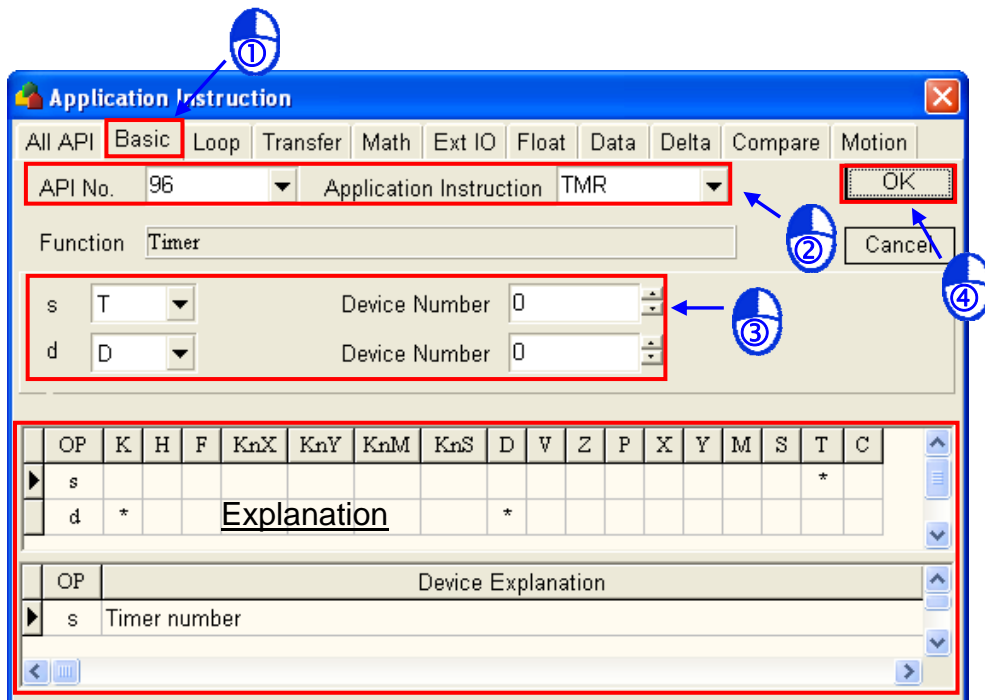 ①
Application Instruction
All API Basic Loop Transfer Math Ext IO Float Data Delta Compare Motion
API No. 96 Application Instruction TMR OK
②
Function Timer Cancel
④
s T Device Number 0
③
d D Device Number 0
OP K H F KnX KnY KnM KnS D V Z P X Y M S T C
s *
d * Explanation *
OP Device Explanation
s Timer number